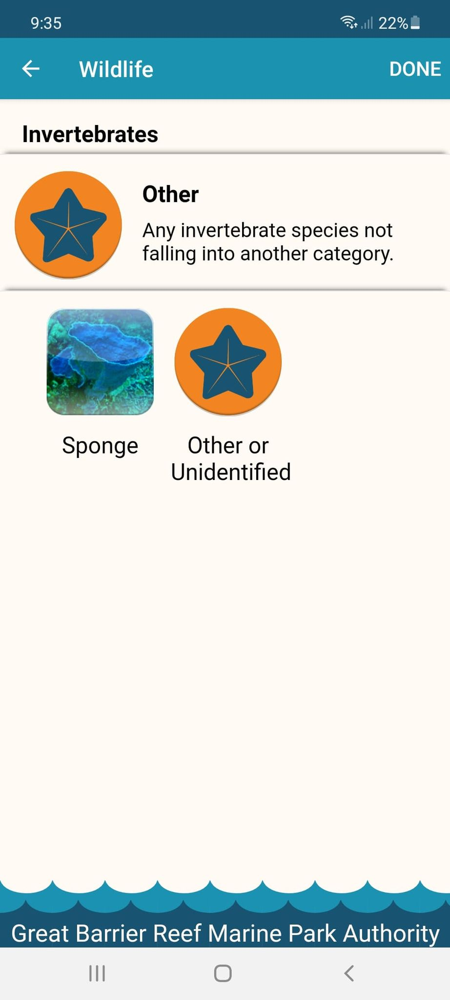 9:35
22%
Wildlife
DONE
Invertebrates
Other
Any invertebrate species not
falling into another category.
Sponge
Other or
Unidentified
Great Barrier Reef Marine Park Authority